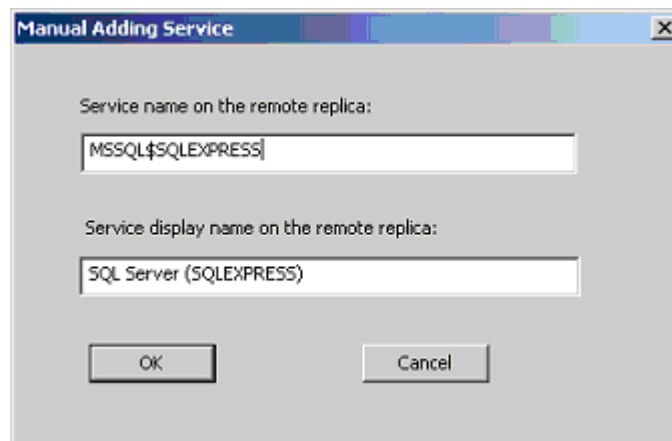 Manual Adding Service
Service name on the remote replica:
MSSQL$SQLEXPRESS
Service display name on the remote replica:
SQL Server (SQLEXPRESS)
OK Cancel